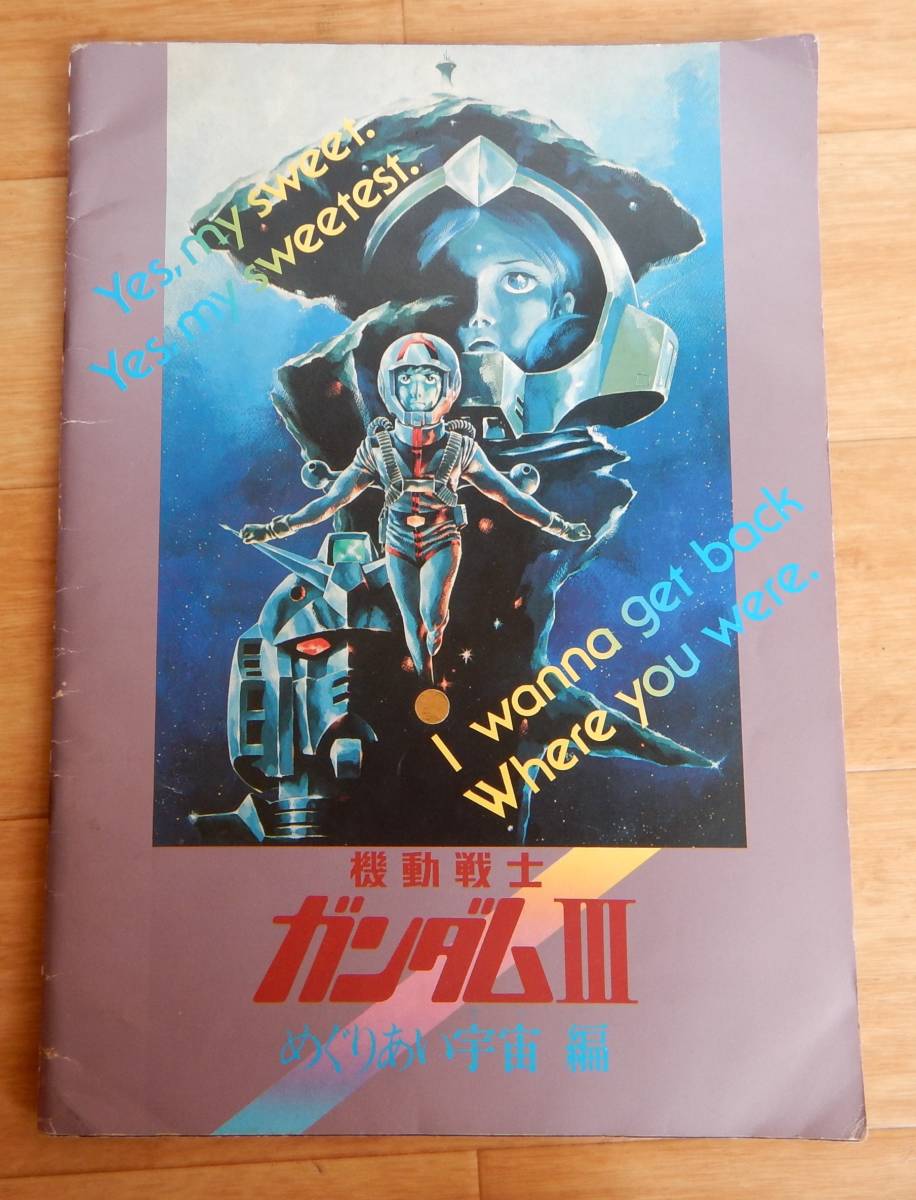 Yes, my sweet.
Yes, my sweetest.
I wanna get back
Where you were.
機動戦士
ガンダムIII
めぐりあい宇宙 編